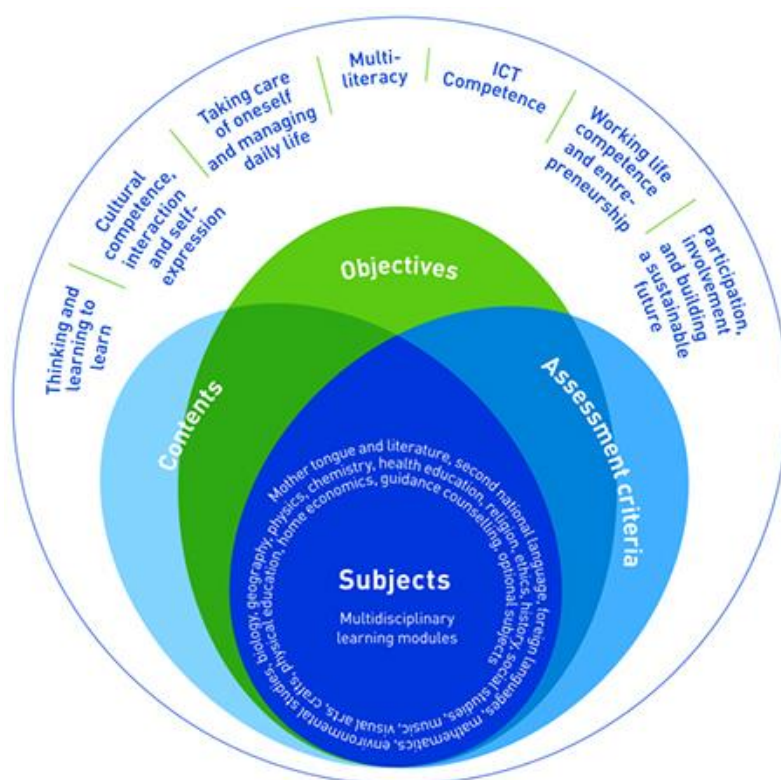 Thinking and
learning to
learn
Cultural
competence,
interaction
and self-
expression
Taking care
of oneself
and managing
daily life
Multi-
literacy
ICT
Competence
Working life
competence
and entre-
preneurship
Participation,
involvement
and building
a sustainable
future
Objectives
Contents
Assessment criteria
Mother tongue and literature, second national language, foreign languages, mathematics, environmental studies, biology, geography, physics, chemistry, health education, religion, ethics, history, social studies, music, visual arts, crafts, physical education, home economics, guidance counselling, optional subjects
Subjects
Multidisciplinary
learning modules